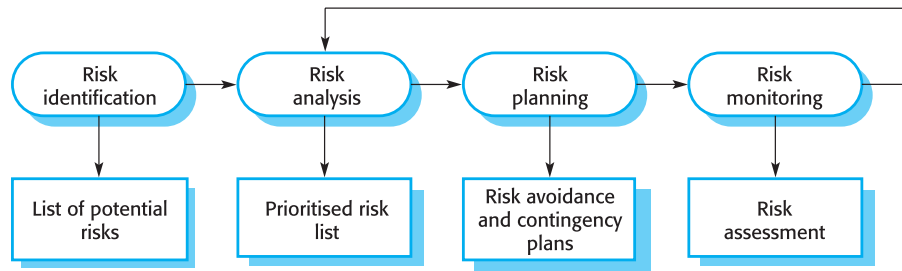 Risk
identification
Risk
analysis
Risk
planning
Risk
monitoring
List of potential
risks
Prioritised risk
list
Risk avoidance
and contingency
plans
Risk
assessment